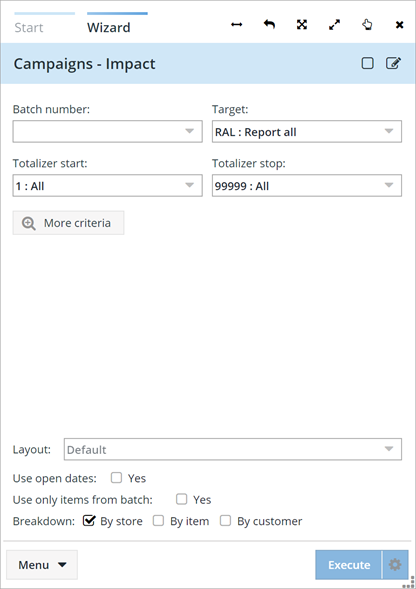 Start Wizard
Campaigns - Impact
Batch number: Target:
RAL : Report all
Totalizer start: Totalizer stop:
1 : All 99999 : All
More criteria
Layout: Default
Use open dates: Yes
Use only items from batch: Yes
Breakdown: By store By item By customer
Menu Execute